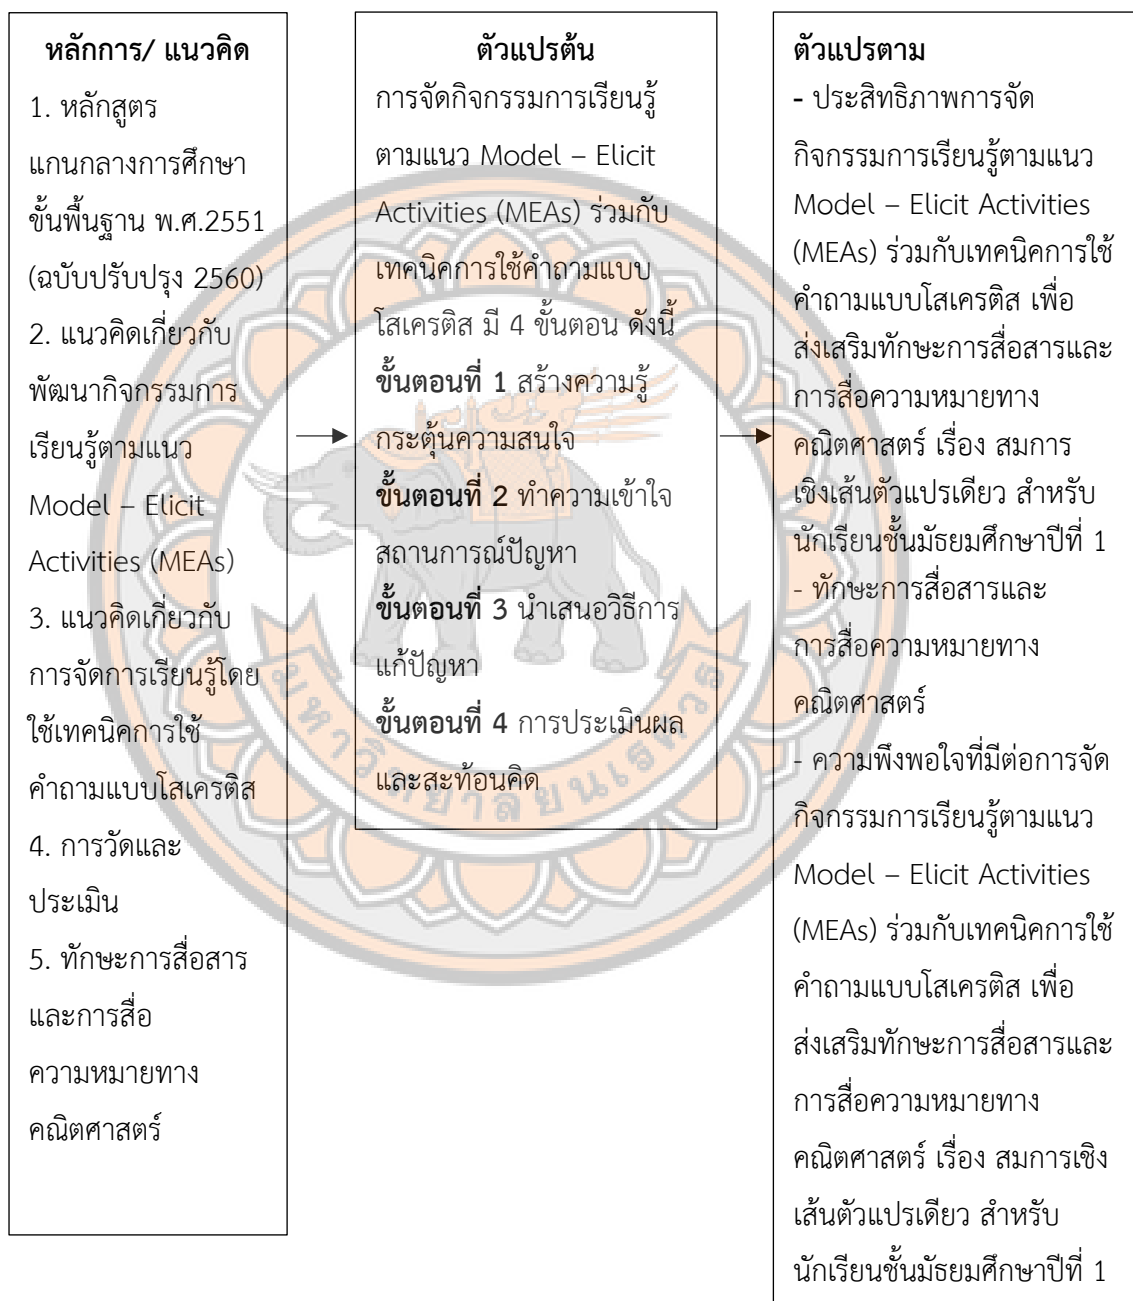 หลักการ/ แนวคิด
1. หลักสูตร
แกนกลางการศึกษา
ขั้นพื้นฐาน พ.ศ.2551
(ฉบับปรับปรุง 2560)
2. แนวคิดเกี่ยวกับ
พัฒนากิจกรรมการ
เรียนรู้ตามแนว
Model – Elicit
Activities (MEAs)
3. แนวคิดเกี่ยวกับ
การจัดการเรียนรู้โดย
ใช้เทคนิคการใช้
คำถามแบบโสเครติส
4. การวัดและ
ประเมิน
5. ทักษะการสื่อสาร
และการสื่อ
ความหมายทาง
คณิตศาสตร์
ตัวแปรต้น
การจัดกิจกรรมการเรียนรู้
ตามแนว Model – Elicit
Activities (MEAs) ร่วมกับ
เทคนิคการใช้คำถามแบบ
โสเครติส มี 4 ขั้นตอน ดังนี้
ขั้นตอนที่ 1 สร้างความรู้
กระตุ้นความสนใจ
ขั้นตอนที่ 2 ทำความเข้าใจ
สถานการณ์ปัญหา
ขั้นตอนที่ 3 นำเสนอวิธีการ
แก้ปัญหา
ขั้นตอนที่ 4 การประเมินผล
และสะท้อนคิด
ตัวแปรตาม
- ประสิทธิภาพการจัด
กิจกรรมการเรียนรู้ตามแนว
Model – Elicit Activities
(MEAs) ร่วมกับเทคนิคการใช้
คำถามแบบโสเครติส เพื่อ
ส่งเสริมทักษะการสื่อสารและ
การสื่อความหมายทาง
คณิตศาสตร์ เรื่อง สมการ
เชิงเส้นตัวแปรเดียว สำหรับ
นักเรียนชั้นมัธยมศึกษาปีที่ 1
- ทักษะการสื่อสารและ
การสื่อความหมายทาง
คณิตศาสตร์
- ความพึงพอใจที่มีต่อการจัด
กิจกรรมการเรียนรู้ตามแนว
Model – Elicit Activities
(MEAs) ร่วมกับเทคนิคการใช้
คำถามแบบโสเครติส เพื่อ
ส่งเสริมทักษะการสื่อสารและ
การสื่อความหมายทาง
คณิตศาสตร์ เรื่อง สมการเชิง
เส้นตัวแปรเดียว สำหรับ
นักเรียนชั้นมัธยมศึกษาปีที่ 1
มหาวิทยาลัยนเรศวร